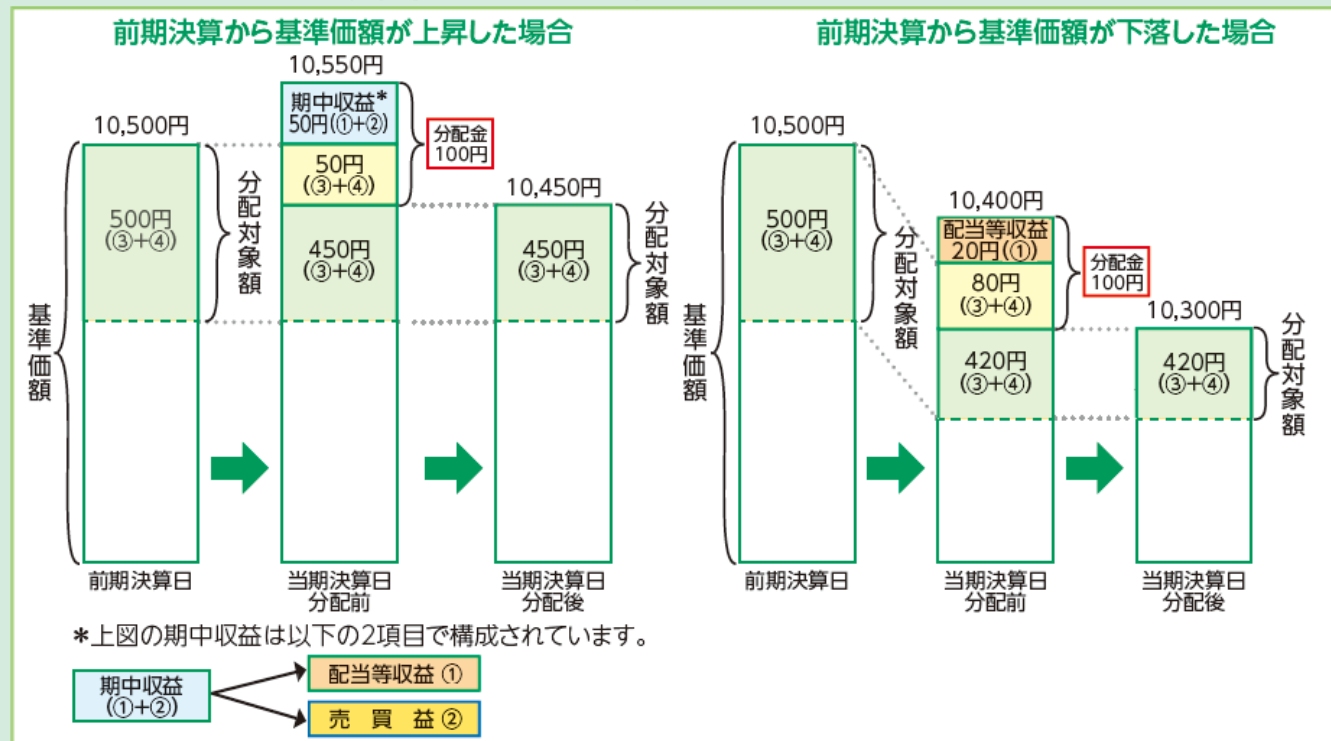 前期決算から基準価額が上昇した場合
10,500円
500円
(③+④)
分配対象額
基準価額
前期決算日
10,550円
期中収益*
50円(①+②)
50円
(③+④)
450円
(③+④)
分配金
100円
当期決算日
分配前
10,450円
450円
(③+④)
分配対象額
当期決算日
分配後
*上図の期中収益は以下の2項目で構成されています。
期中収益
(①+②)
配当等収益 ①
売 買 益 ②
前期決算から基準価額が下落した場合
10,500円
500円
(③+④)
分配対象額
基準価額
前期決算日
10,400円
配当等収益
20円(①)
80円
(③+④)
420円
(③+④)
分配金
100円
当期決算日
分配前
10,300円
420円
(③+④)
分配対象額
当期決算日
分配後